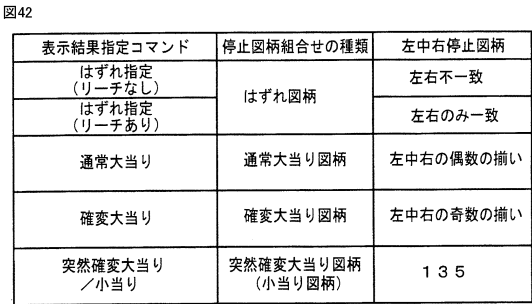 図42
表示結果指定コマンド
停止図柄組合せの種類
左中右停止図柄
はずれ指定
(リーチなし)
はずれ図柄
左右不一致
はずれ指定
(リーチあり)
左右のみ一致
通常大当り
通常大当り図柄
左中右の偶数の揃い
確変大当り
確変大当り図柄
左中右の奇数の揃い
突然確変大当り
／小当り
突然確変大当り図柄
(小当り図柄)
１３５